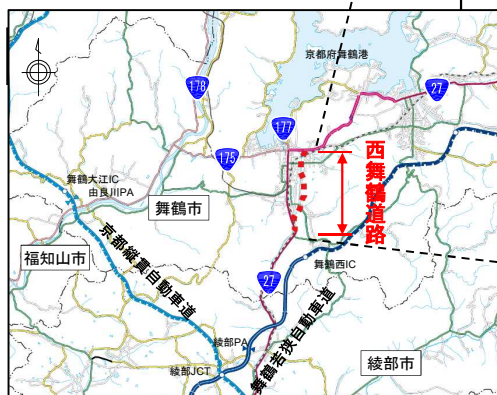 京都府舞鶴港
178
27
177
175
西舞鶴道路
舞鶴大江IC
由良川PA
舞鶴市
福知山市
京都縦貫自動車道
舞鶴西IC
27
舞鶴若狭自動車道
綾部PA
綾部JCT
綾部市